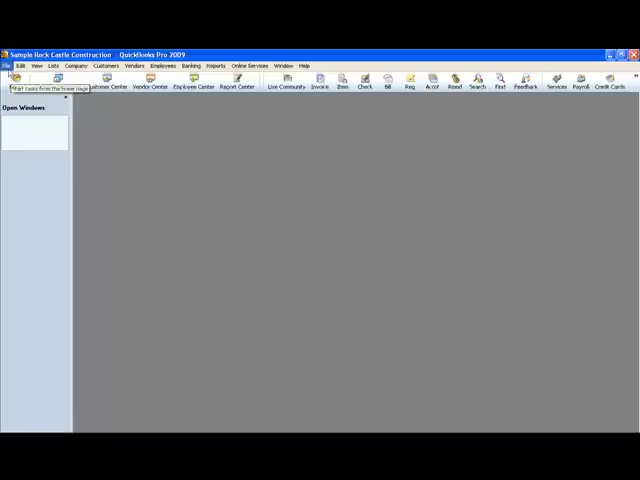 Sample Rock Castle Construction - QuickBooks Pro 2009
File Edit View Lists Company Customers Vendors Employees Banking Reports Online Services Window Help
Customer Center Vendor Center Employee Center Report Center Live Community Invoice Item Check Bill Reg Accnt Rmnd Search Find Feedback Services Payroll Credit Cards
Start tasks from the home page
Open Windows